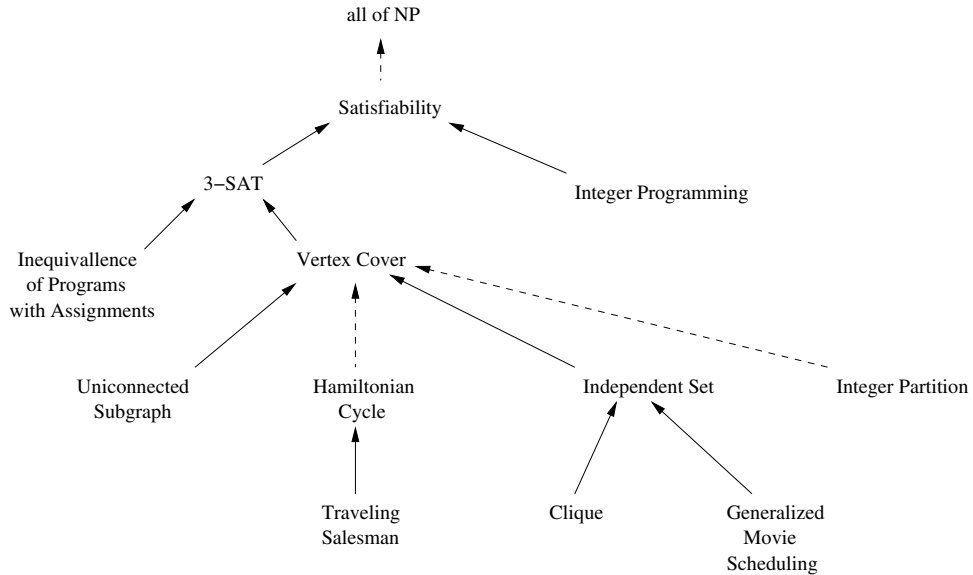 all of NP
Satisfiability
3−SAT
Integer Programming
Inequivallence
of Programs
with Assignments
Vertex Cover
Uniconnected
Subgraph
Hamiltonian
Cycle
Independent Set
Integer Partition
Traveling
Salesman
Clique
Generalized
Movie
Scheduling